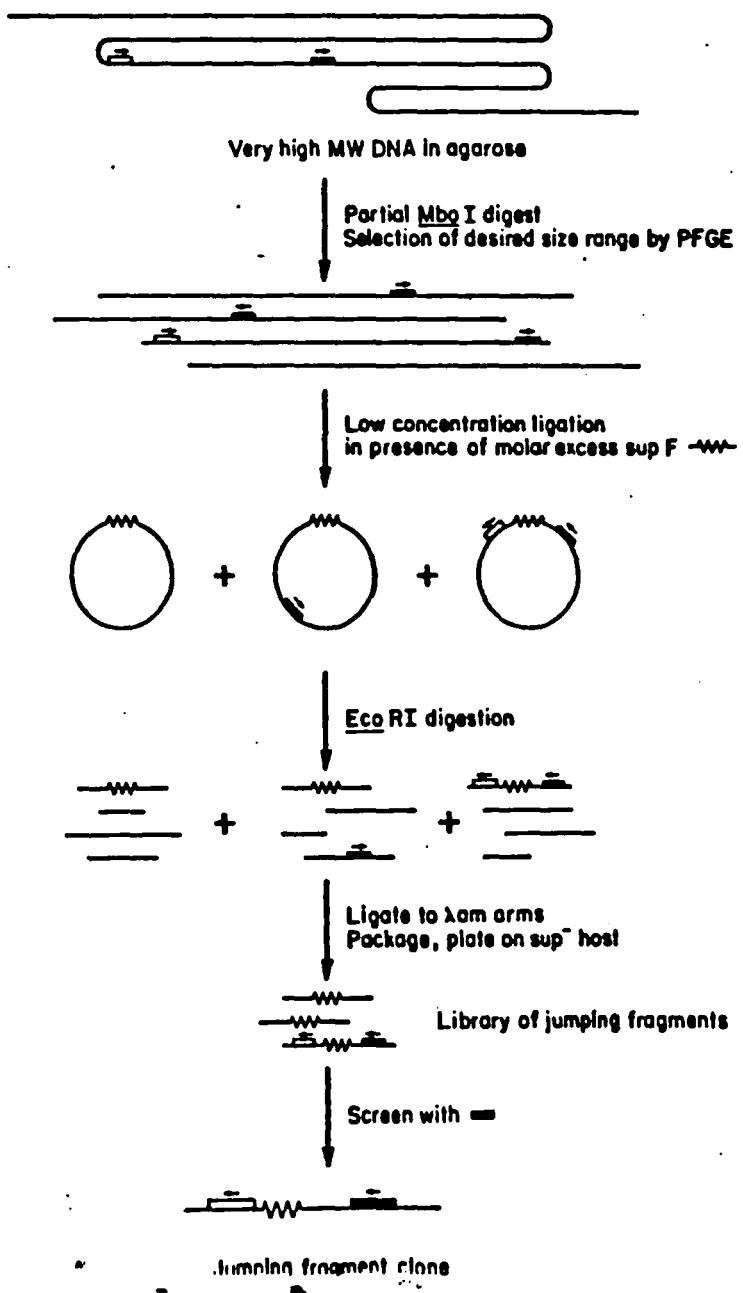 Very high MW DNA in agarose
Partial Mbo I digest
Selection of desired size range by PFGE
Low concentration ligation
in presence of molar excess sup F
+ +
Eco RI digestion
+ +
Ligate to λam arms
Package, plate on sup⁻ host
Library of jumping fragments
Screen with
Jumping fragment clone